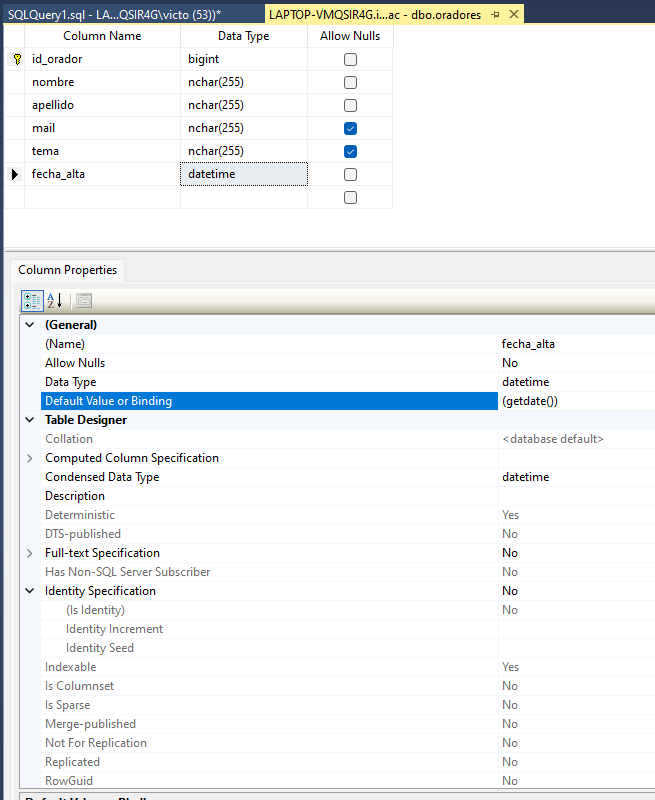 SQLQuery1.sql - LA...QSIR4G\victo (53))* LAPTOP-VMQSIR4G.i...ac - dbo.oradores
Column Name Data Type Allow Nulls
id_orador bigint
nombre nchar(255)
apellido nchar(255)
mail nchar(255)
tema nchar(255)
fecha_alta datetime
Column Properties
(General)
(Name) fecha_alta
Allow Nulls No
Data Type datetime
Default Value or Binding (getdate())
Table Designer
Collation <database default>
Computed Column Specification
Condensed Data Type datetime
Description
Deterministic Yes
DTS-published No
Full-text Specification No
Has Non-SQL Server Subscriber No
Identity Specification No
(Is Identity) No
Identity Increment
Identity Seed
Indexable Yes
Is Columnset No
Is Sparse No
Merge-published No
Not For Replication No
Replicated No
RowGuid No